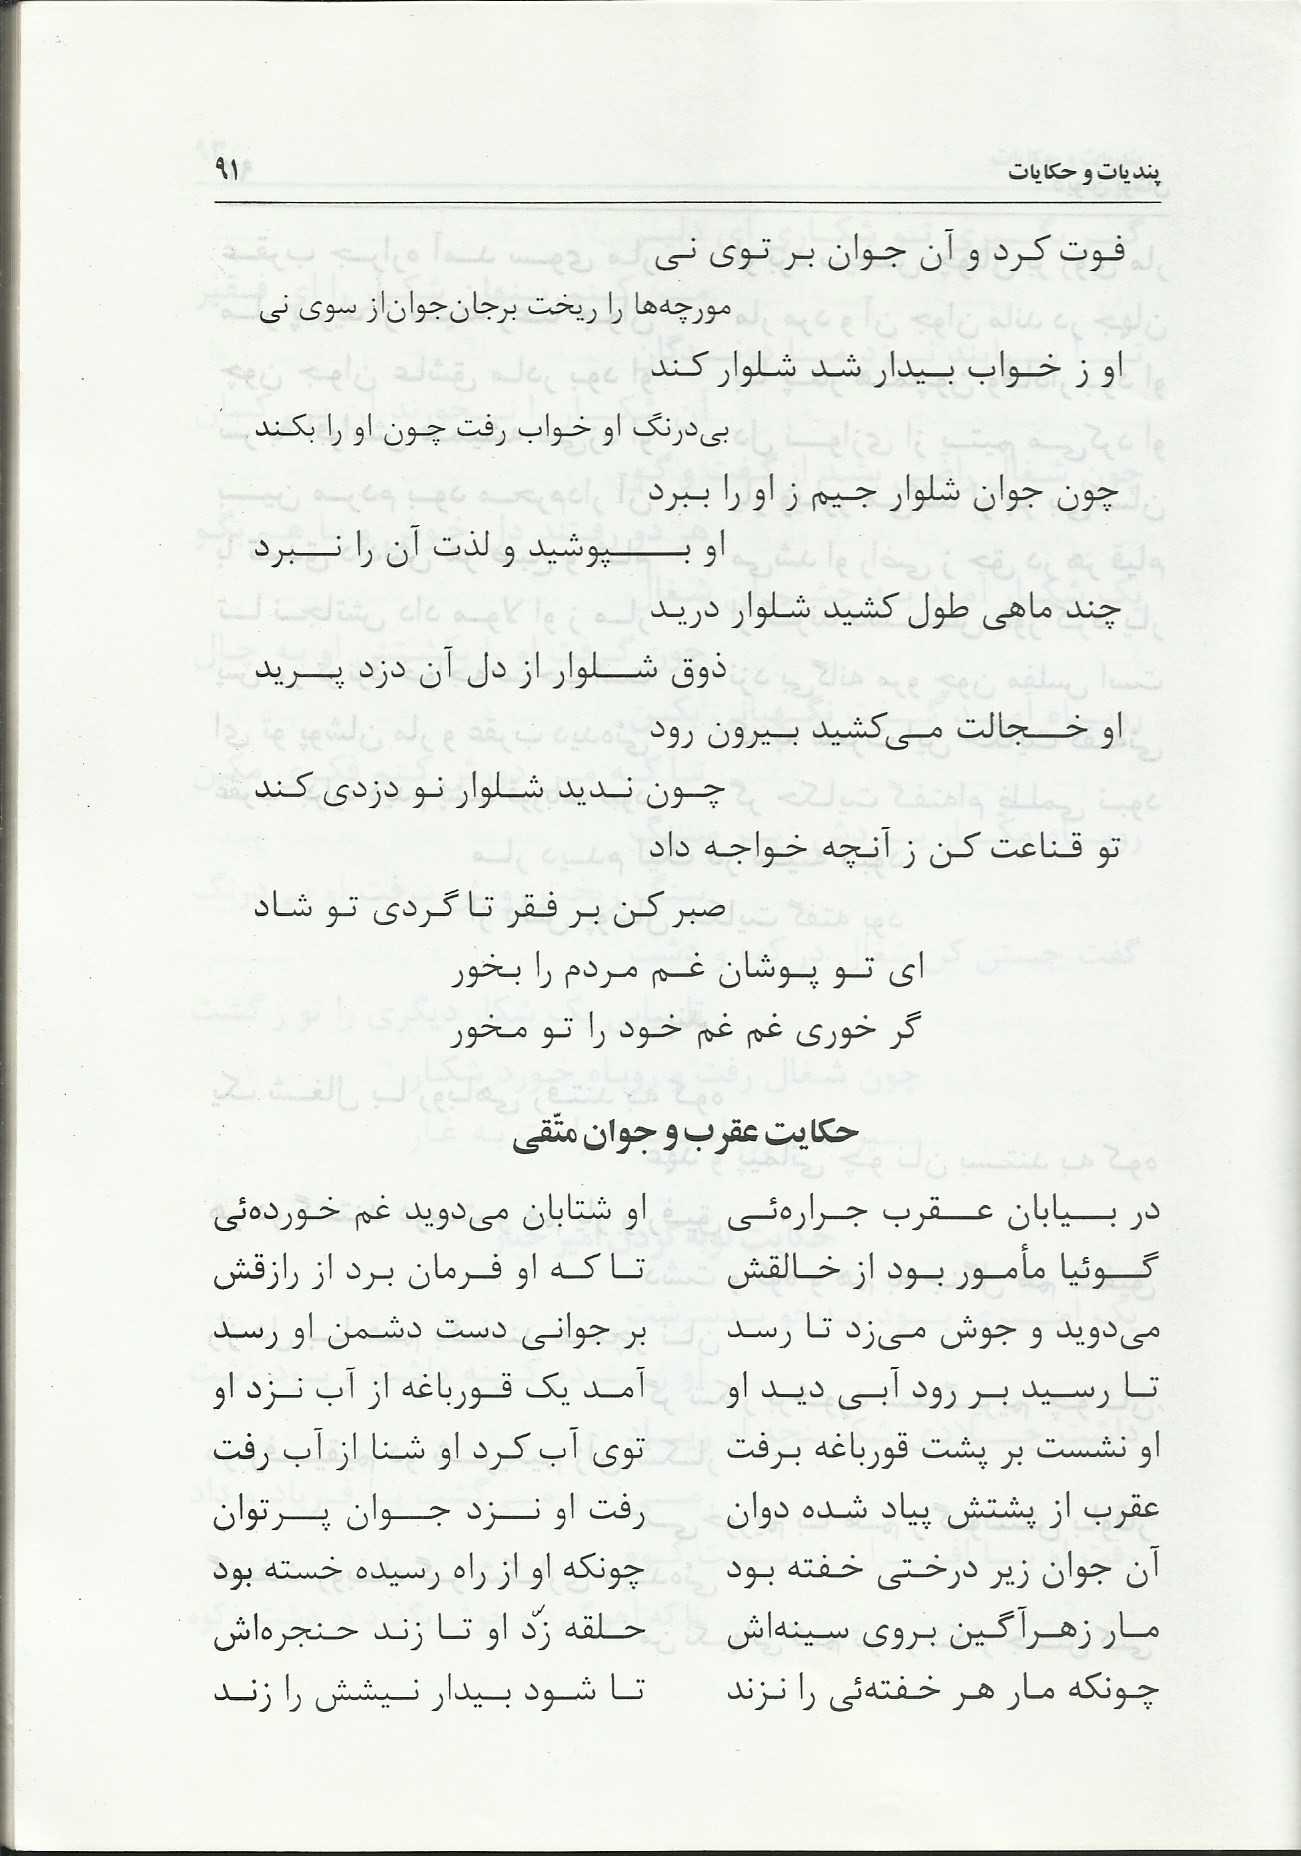 پندیات و حکایات ۹۱
فوت کرد و آن جوان بر توی نی
مورچه‌ها را ریخت برجان‌جوان‌از سوی نی
او ز خواب بیدار شد شلوار کند
بی‌درنگ او خواب رفت چون او را بکند
چون جوان شلوار جیم ز او را ببرد
او بپوشید و لذت آن را نبرد
چند ماهی طول کشید شلوار درید
ذوق شلوار از دل آن دزد پرید
او خجالت می‌کشید بیرون رود
چون ندید شلوار نو دزدی کند
تو قناعت کن ز آنچه خواجه داد
صبر کن بر فقر تا گردی تو شاد
ای تو پوشان غم مردم را بخور
گر خوری غم غم خود را تو مخور
حکایت عقرب و جوان متّقی
در بیابان عقرب جراره‌ئی او شتابان می‌دوید غم خورده‌ئی
گوئیا مأمور بود از خالقش تا که او فرمان برد از رازقش
می‌دوید و جوش می‌زد تا رسد بر جوانی دست دشمن او رسد
تا رسید بر رود آبی دید او آمد یک قورباغه از آب نزد او
او نشست بر پشت قورباغه برفت توی آب کرد او شنا از آب رفت
عقرب از پشتش پیاد شده دوان رفت او نزد جوان پرتوان
آن جوان زیر درختی خفته بود چونکه او از راه رسیده خسته بود
مار زهرآگین بروی سینه‌اش حلقه زدّ او تا زند حنجره‌اش
چونکه مار هر خفته‌ئی را نزند تا شود بیدار نیشش را زند